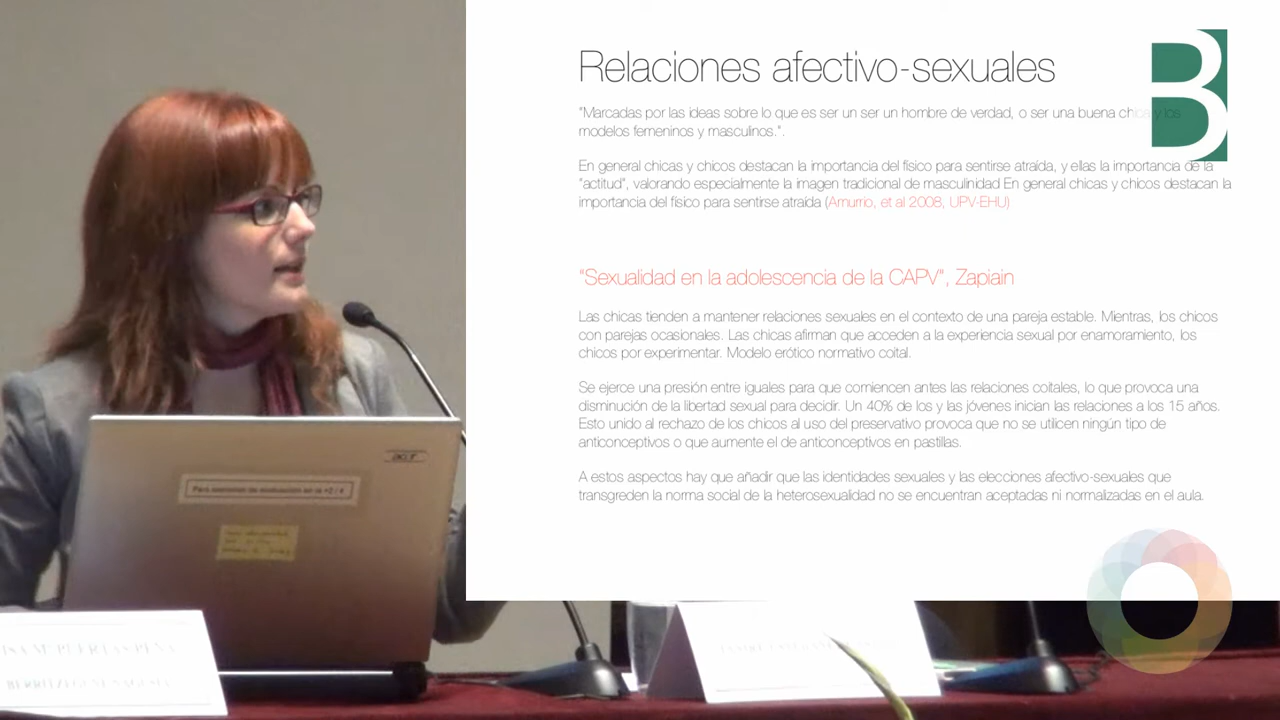 Relaciones afectivo-sexuales
B
"Marcadas por las ideas sobre lo que es ser un ser un hombre de verdad, o ser una buena chica y los
modelos femeninos y masculinos.".
En general chicas y chicos destacan la importancia del físico para sentirse atraída, y ellas la importancia de la
"actitud", valorando especialmente la imagen tradicional de masculinidad En general chicas y chicos destacan la
importancia del físico para sentirse atraída (Amurrio, et al 2008, UPV-EHU)
"Sexualidad en la adolescencia de la CAPV", Zapiain
Las chicas tienden a mantener relaciones sexuales en el contexto de una pareja estable. Mientras, los chicos
con parejas ocasionales. Las chicas afirman que acceden a la experiencia sexual por enamoramiento, los
chicos por experimentar. Modelo erótico normativo coital.
Se ejerce una presión entre iguales para que comiencen antes las relaciones coitales, lo que provoca una
disminución de la libertad sexual para decidir. Un 40% de los y las jóvenes inician las relaciones a los 15 años.
Esto unido al rechazo de los chicos al uso del preservativo provoca que no se utilicen ningún tipo de
anticonceptivos o que aumente el de anticonceptivos en pastillas.
A estos aspectos hay que añadir que las identidades sexuales y las elecciones afectivo-sexuales que
transgreden la norma social de la heterosexualidad no se encuentran aceptadas ni normalizadas en el aula.
acer